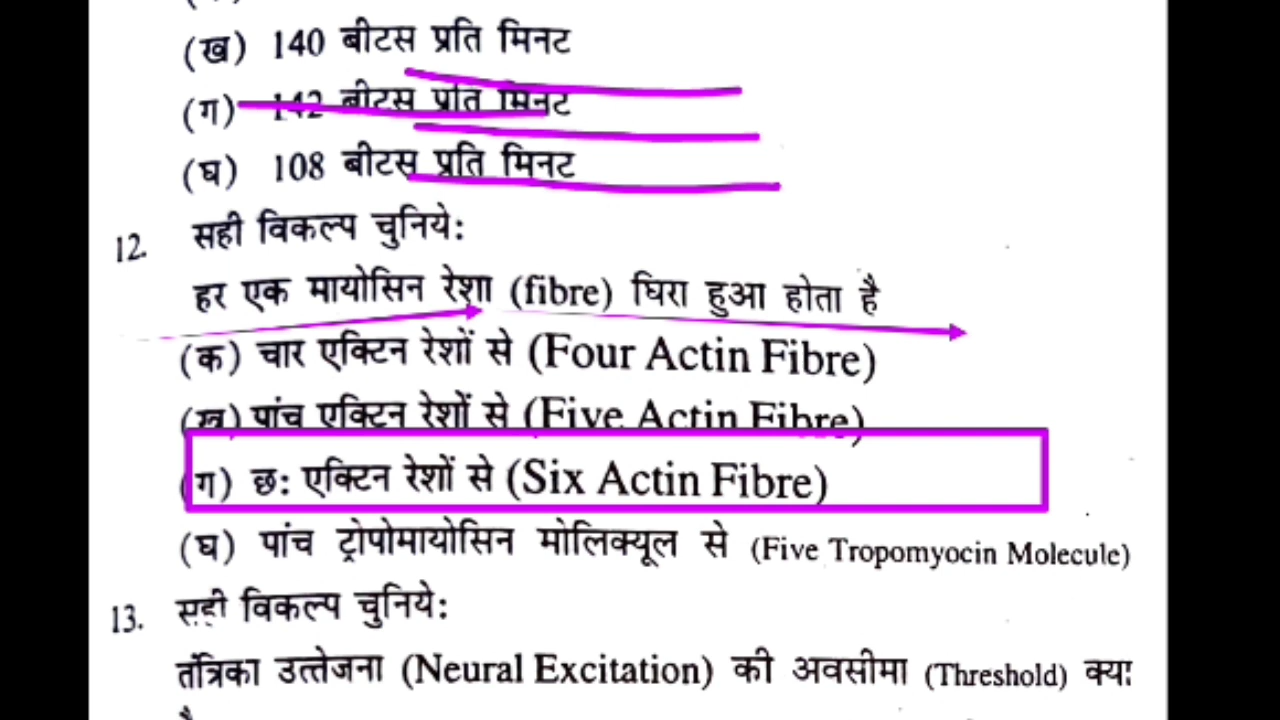 (ख) 140 बीटस प्रति मिनट
(ग) 142 बीटस प्रति मिनट
(घ) 108 बीटस प्रति मिनट
12. सही विकल्प चुनिये:
हर एक मायोसिन रेशा (fibre) घिरा हुआ होता है
(क) चार एक्टिन रेशों से (Four Actin Fibre)
(ख) पांच एक्टिन रेशों से (Five Actin Fibre)
(ग) छ: एक्टिन रेशों से (Six Actin Fibre)
(घ) पांच ट्रोपोमायोसिन मोलिक्यूल से (Five Tropomyocin Molecule)
13. सही विकल्प चुनिये:
तंत्रिका उत्तेजना (Neural Excitation) की अवसीमा (Threshold)